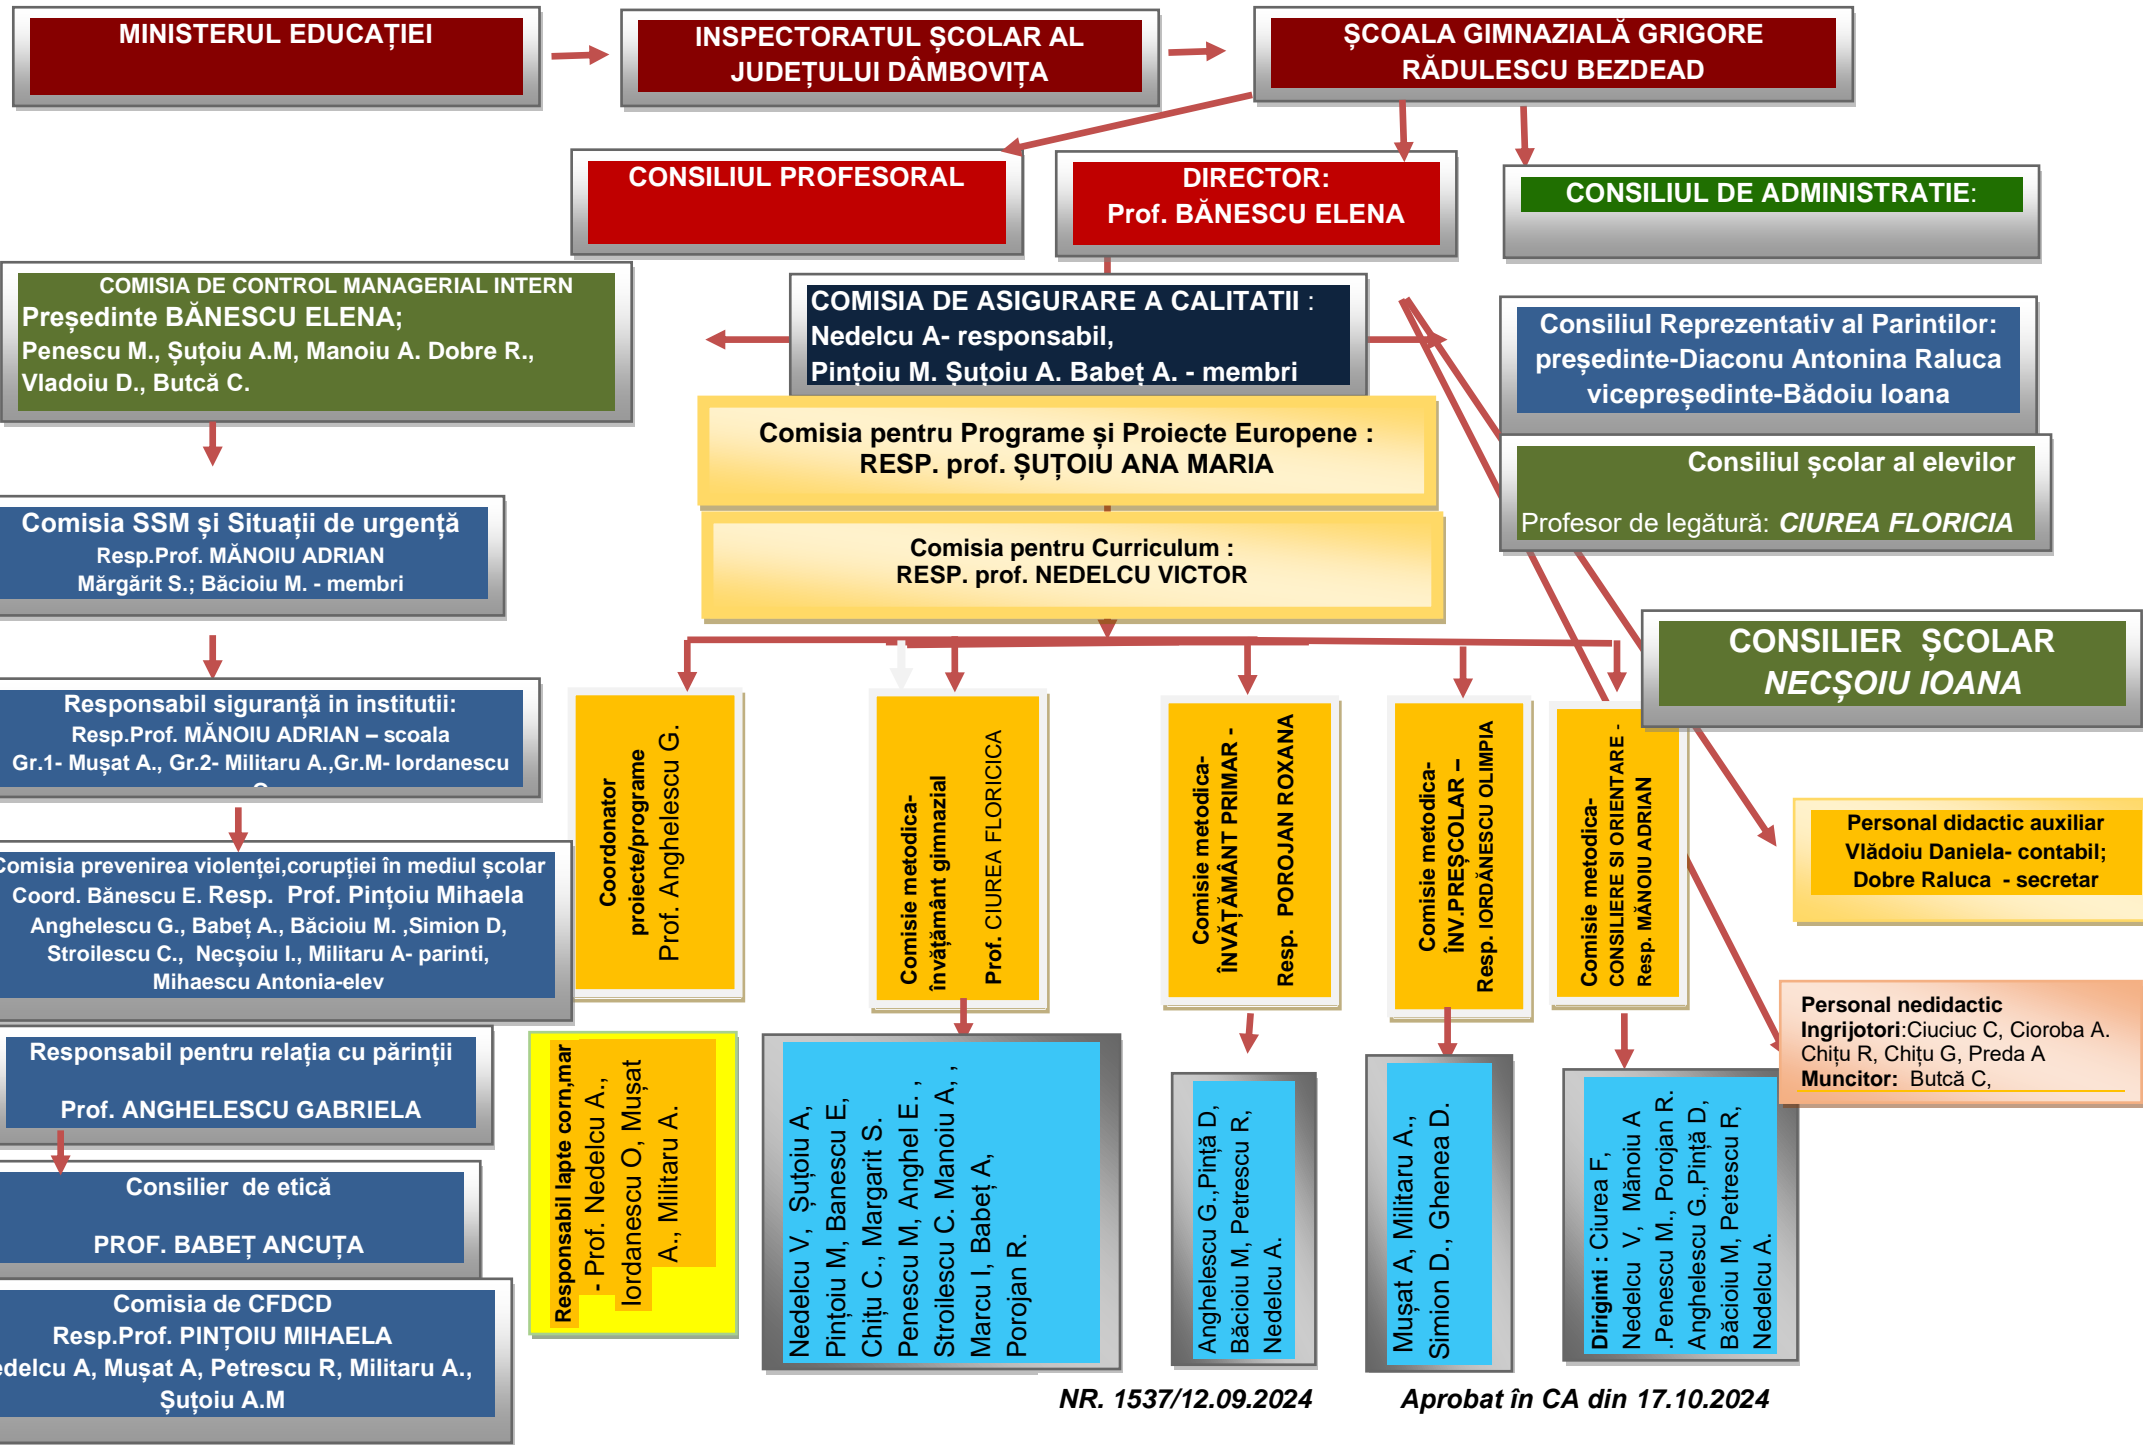 MINISTERUL EDUCAȚIEI
INSPECTORATUL ȘCOLAR AL
JUDEȚULUI DÂMBOVIȚA
ȘCOALA GIMNAZIALĂ GRIGORE
RĂDULESCU BEZDEAD
CONSILIUL PROFESORAL
DIRECTOR:
Prof. BĂNESCU ELENA
CONSILIUL DE ADMINISTRATIE:
COMISIA DE CONTROL MANAGERIAL INTERN
Președinte BĂNESCU ELENA;
Penescu M., Șuțoiu A.M, Manoiu A. Dobre R.,
Vladoiu D., Butcă C.
COMISIA DE ASIGURARE A CALITATII :
Nedelcu A- responsabil,
Pințoiu M. Șuțoiu A. Babeț A. - membri
Consiliul Reprezentativ al Parintilor:
președinte-Diaconu Antonina Raluca
vicepreședinte-Bădoiu Ioana
Comisia pentru Programe și Proiecte Europene :
RESP. prof. ȘUȚOIU ANA MARIA
Consiliul școlar al elevilor
Profesor de legătură: CIUREA FLORICIA
Comisia SSM și Situații de urgență
Resp.Prof. MĂNOIU ADRIAN
Mărgărit S.; Băcioiu M. - membri
Comisia pentru Curriculum :
RESP. prof. NEDELCU VICTOR
CONSILIER ȘCOLAR
NECȘOIU IOANA
Responsabil siguranță in institutii:
Resp.Prof. MĂNOIU ADRIAN – scoala
Gr.1- Mușat A., Gr.2- Militaru A.,Gr.M- Iordanescu
Coordonator
proiecte/programe
Prof. Anghelescu G.
Comisie metodica-
învățământ gimnazial
Prof. CIUREA FLORICICA
Comisie metodica-
ÎNVĂȚĂMÂNT PRIMAR -
Resp. POROJAN ROXANA
Comisie metodica-
ÎNV.PREȘCOLAR –
Resp. IORDĂNESCU OLIMPIA
Comisie metodica-
CONSILIERE SI ORIENTARE -
Resp. MĂNOIU ADRIAN
Personal didactic auxiliar
Vlădoiu Daniela- contabil;
Dobre Raluca - secretar
Comisia prevenirea violenței,corupției în mediul școlar
Coord. Bănescu E. Resp. Prof. Pințoiu Mihaela
Anghelescu G., Babeț A., Băcioiu M. ,Simion D,
Stroilescu C., Necșoiu I., Militaru A- parinti,
Mihaescu Antonia-elev
Personal nedidactic
Ingrijotori:Ciuciuc C, Cioroba A.
Chițu R, Chițu G, Preda A
Muncitor: Butcă C,
Responsabil pentru relația cu părinții
Prof. ANGHELESCU GABRIELA
Responsabil lapte corn,mar
- Prof. Nedelcu A.,
Iordanescu O, Mușat
A., Militaru A.
Nedelcu V, Șuțoiu A,
Pințoiu M, Banescu E,
Chițu C., Margarit S.
Penescu M, Anghel E. ,
Stroilescu C. Manoiu A, ,
Marcu I, Babeț A,
Porojan R.
Anghelescu G.,Pință D,
Băcioiu M, Petrescu R,
Nedelcu A.
Mușat A, Militaru A.,
Simion D., Ghenea D.
Diriginti : Ciurea F,
Nedelcu V, Mănoiu A
.Penescu M., Porojan R.
Anghelescu G.,Pință D,
Băcioiu M, Petrescu R,
Nedelcu A.
Consilier de etică
PROF. BABEȚ ANCUȚA
Comisia de CFDCD
Resp.Prof. PINȚOIU MIHAELA
edelcu A, Mușat A, Petrescu R, Militaru A.,
Șuțoiu A.M
NR. 1537/12.09.2024
Aprobat în CA din 17.10.2024